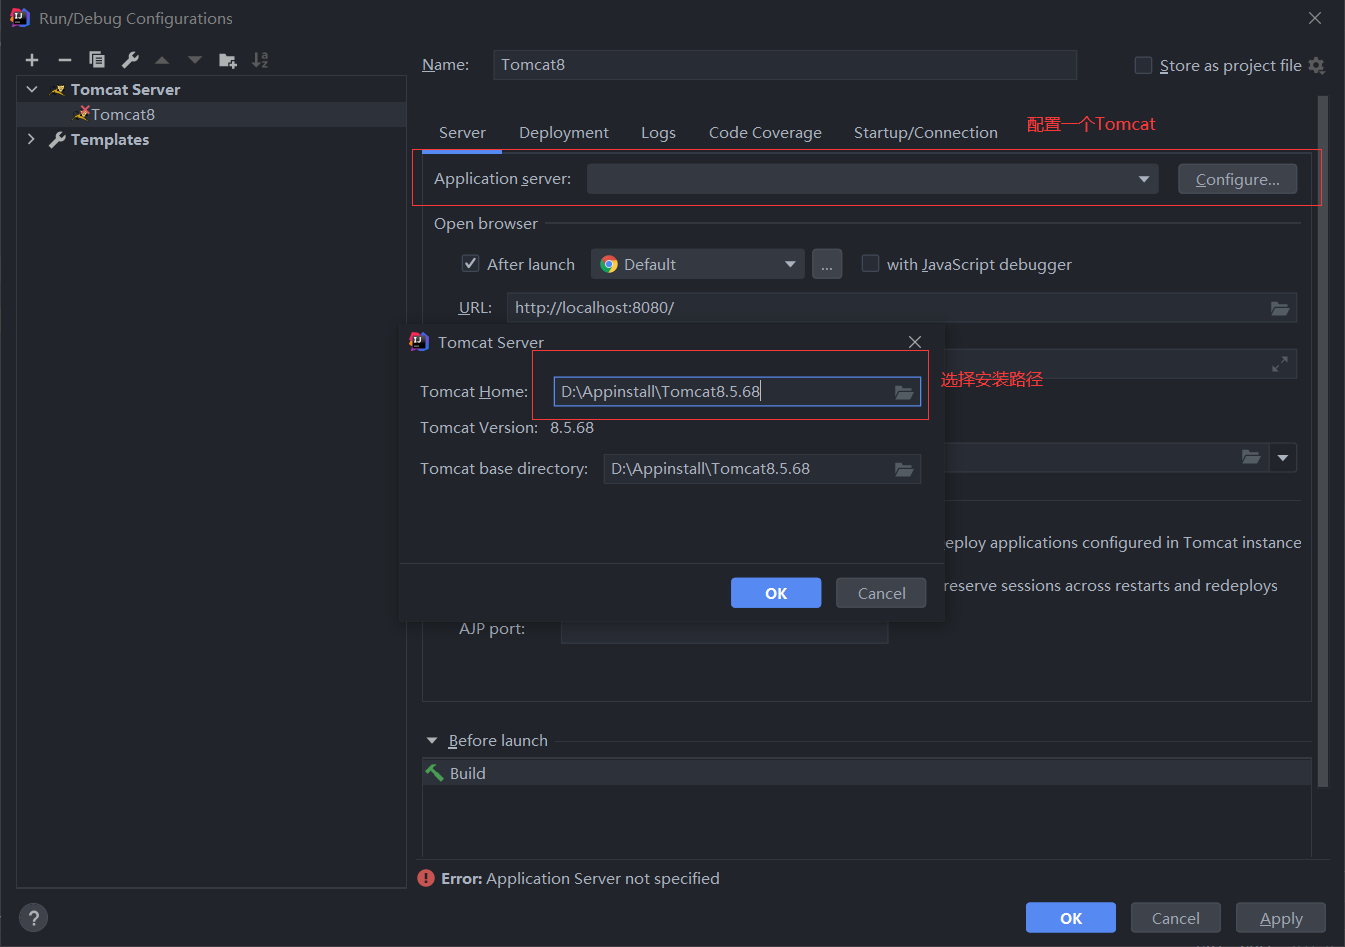 Run/Debug Configurations
Name: Tomcat8 Store as project file
Tomcat Server
Tomcat8
Templates
Server Deployment Logs Code Coverage Startup/Connection 配置一个Tomcat
Application server: Configure...
Open browser
After launch Default ... with JavaScript debugger
URL: http://localhost:8080/
Tomcat Server
Tomcat Home: D:\Appinstall\Tomcat8.5.68 选择安装路径
Tomcat Version: 8.5.68
Tomcat base directory: D:\Appinstall\Tomcat8.5.68
eploy applications configured in Tomcat instance
reserve sessions across restarts and redeploys
OK Cancel
AJP port:
Before launch
Build
Error: Application Server not specified
? OK Cancel Apply